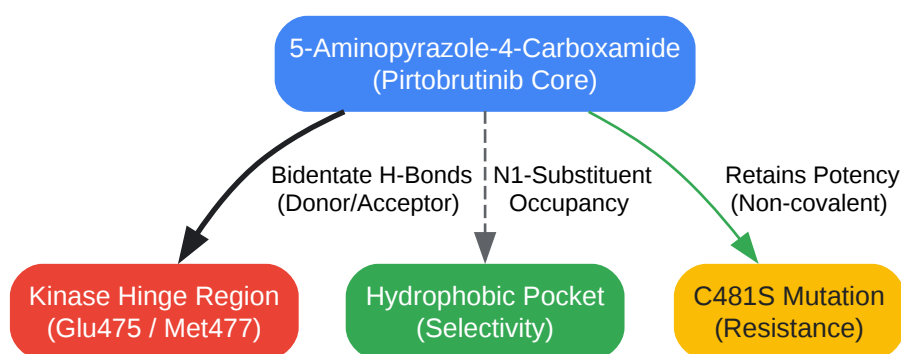 5-Aminopyrazole-4-Carboxamide
(Pirtobrutinib Core)
Bidentate H-Bonds
(Donor/Acceptor)
N1-Substituent
Occupancy
Retains Potency
(Non-covalent)
Kinase Hinge Region
(Glu475 / Met477)
Hydrophobic Pocket
(Selectivity)
C481S Mutation
(Resistance)